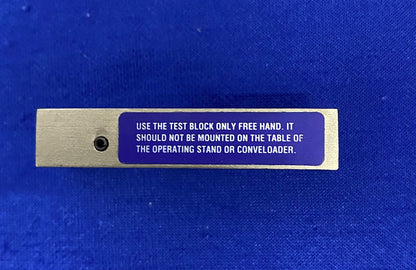 USE THE TEST BLOCK ONLY FREE HAND. IT
SHOULD NOT BE MOUNTED ON THE TABLE OF
THE OPERATING STAND OR CONVELOADER.